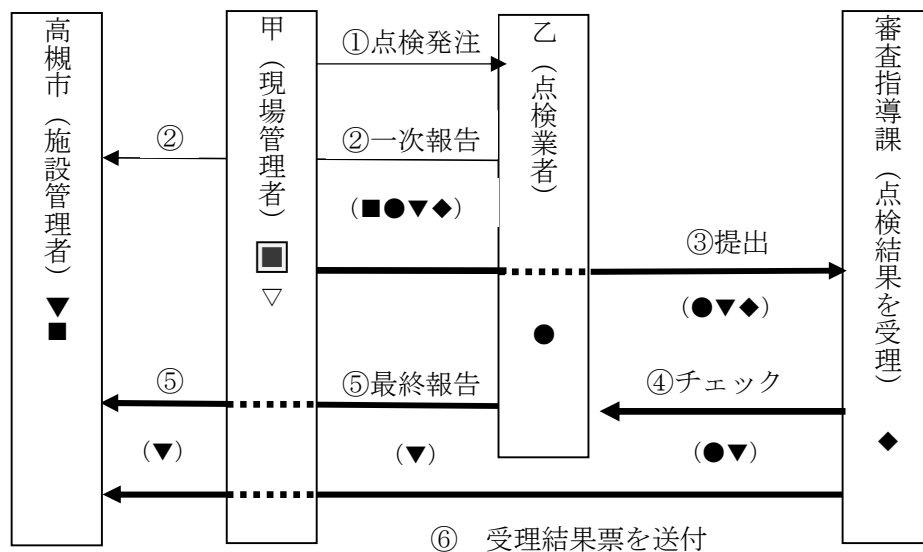 高槻市（施設管理者）▼■
甲（現場管理者）▣▽
乙（点検業者）●
審査指導課（点検結果を受理）◆
①点検発注
②
②一次報告
（■●▼◆）
③提出
（●▼◆）
⑤
⑤最終報告
④チェック
（▼）
（▼）
（●▼）
⑥　受理結果票を送付